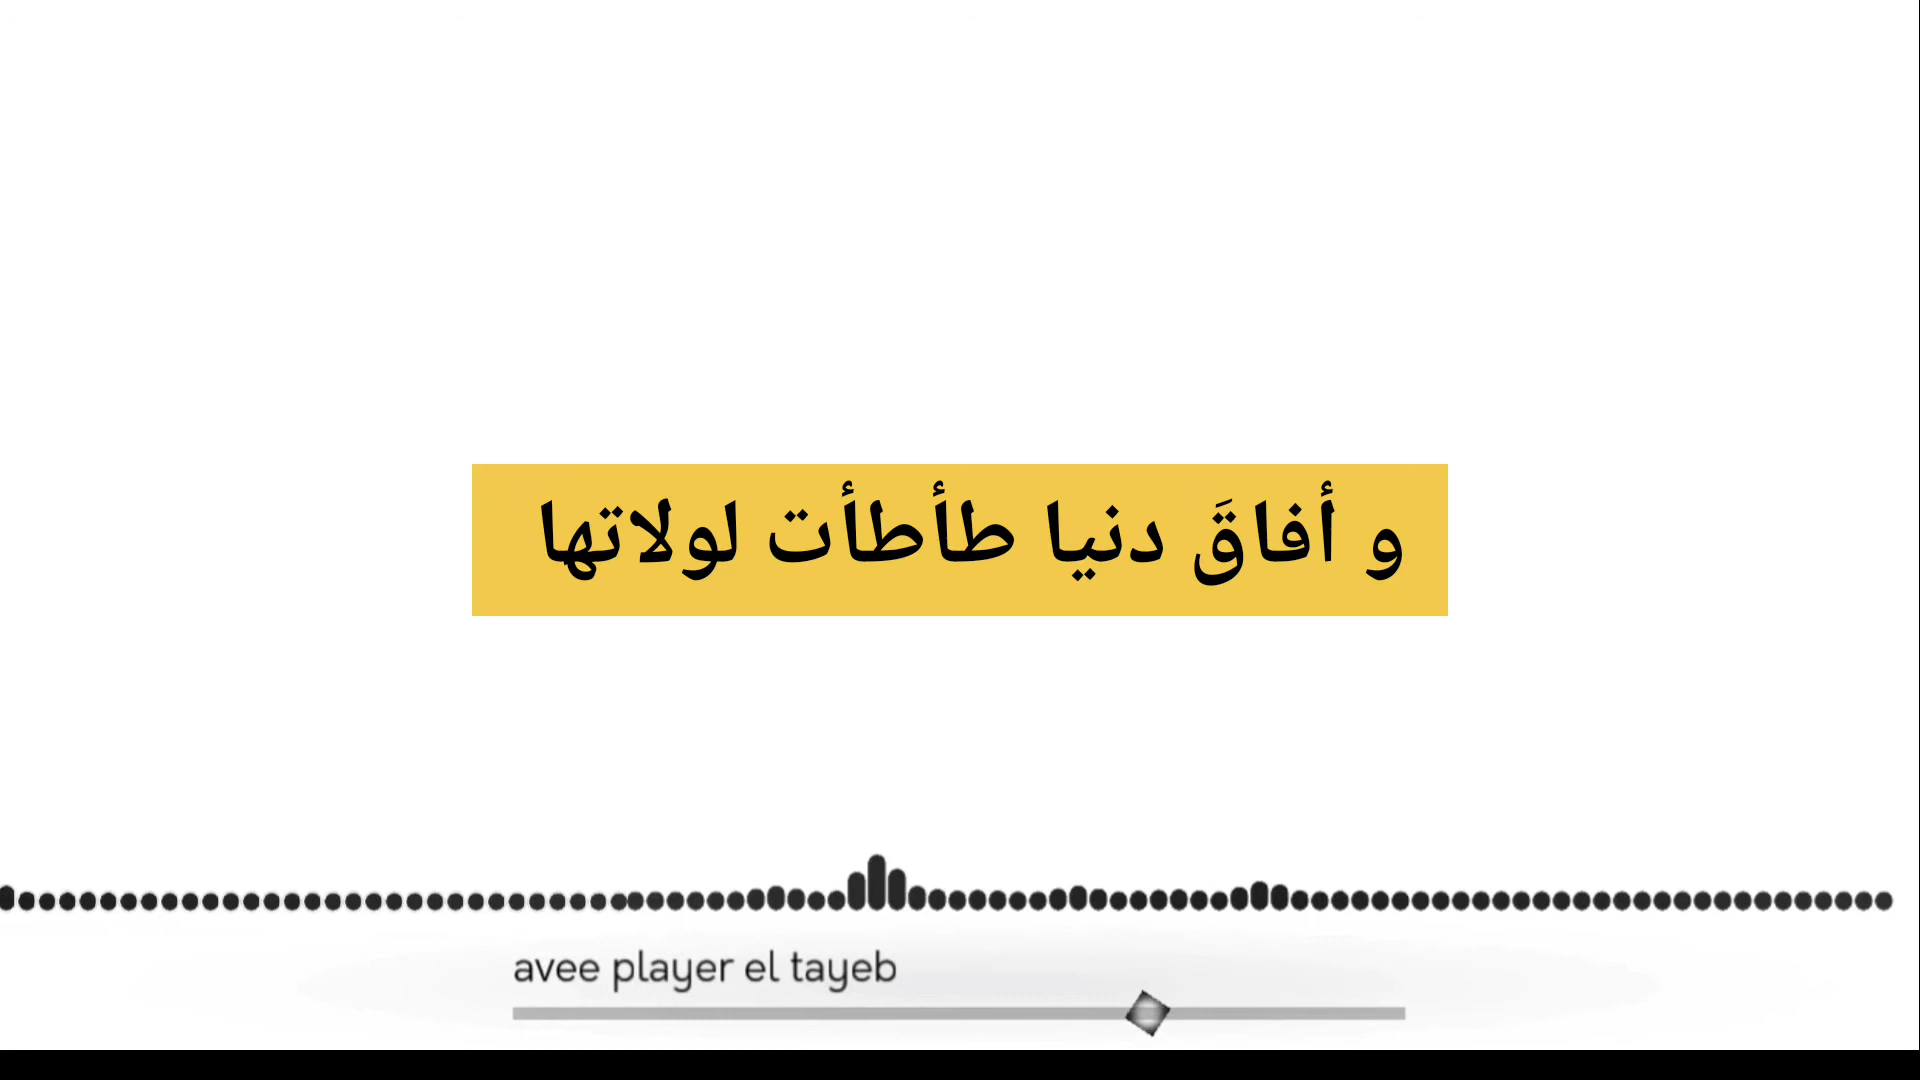 و أفاقَ دنيا طأطأت لولاتها
avee player el tayeb